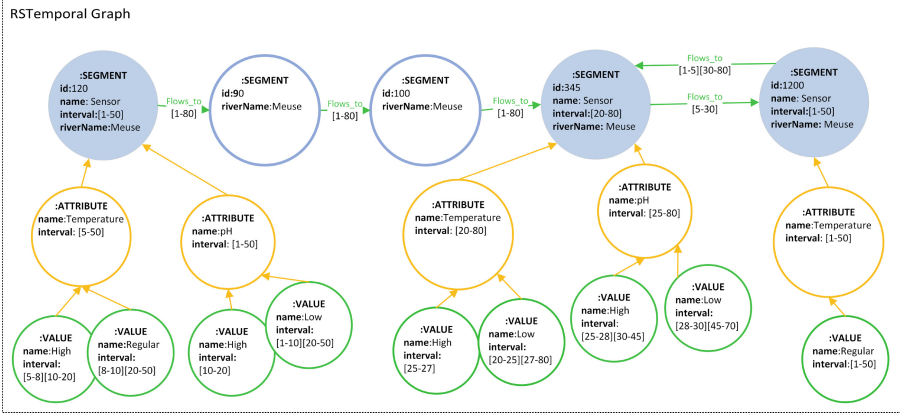 RSTemporal Graph
:SEGMENT
id:120
name: Sensor
interval:[1-50]
riverName:Meuse
Flows_to
[1-80]
:SEGMENT
id:90
riverName:Meuse
Flows_to
[1-80]
:SEGMENT
id:100
riverName:Meuse
Flows_to
[1-80]
:SEGMENT
id:345
name: Sensor
interval:[20-80]
riverName: Meuse
Flows_to
[1-5][30-80]
Flows_to
[5-30]
:SEGMENT
id:1200
name: Sensor
interval:[1-50]
riverName: Meuse
:ATTRIBUTE
name:Temperature
interval: [5-50]
:ATTRIBUTE
name:pH
interval: [1-50]
:ATTRIBUTE
name:Temperature
interval: [20-80]
:ATTRIBUTE
name:pH
interval: [25-80]
:ATTRIBUTE
name:Temperature
interval: [1-50]
:VALUE
name:High
interval:
[5-8][10-20]
:VALUE
name:Regular
interval:
[8-10][20-50]
:VALUE
name:High
interval:
[10-20]
:VALUE
name:Low
interval:
[1-10][20-50]
:VALUE
name:High
interval:
[25-27]
:VALUE
name:Low
interval:
[20-25][27-80]
:VALUE
name:High
interval:
[25-28][30-45]
:VALUE
name:Low
interval:
[28-30][45-70]
:VALUE
name:Regular
interval:[1-50]